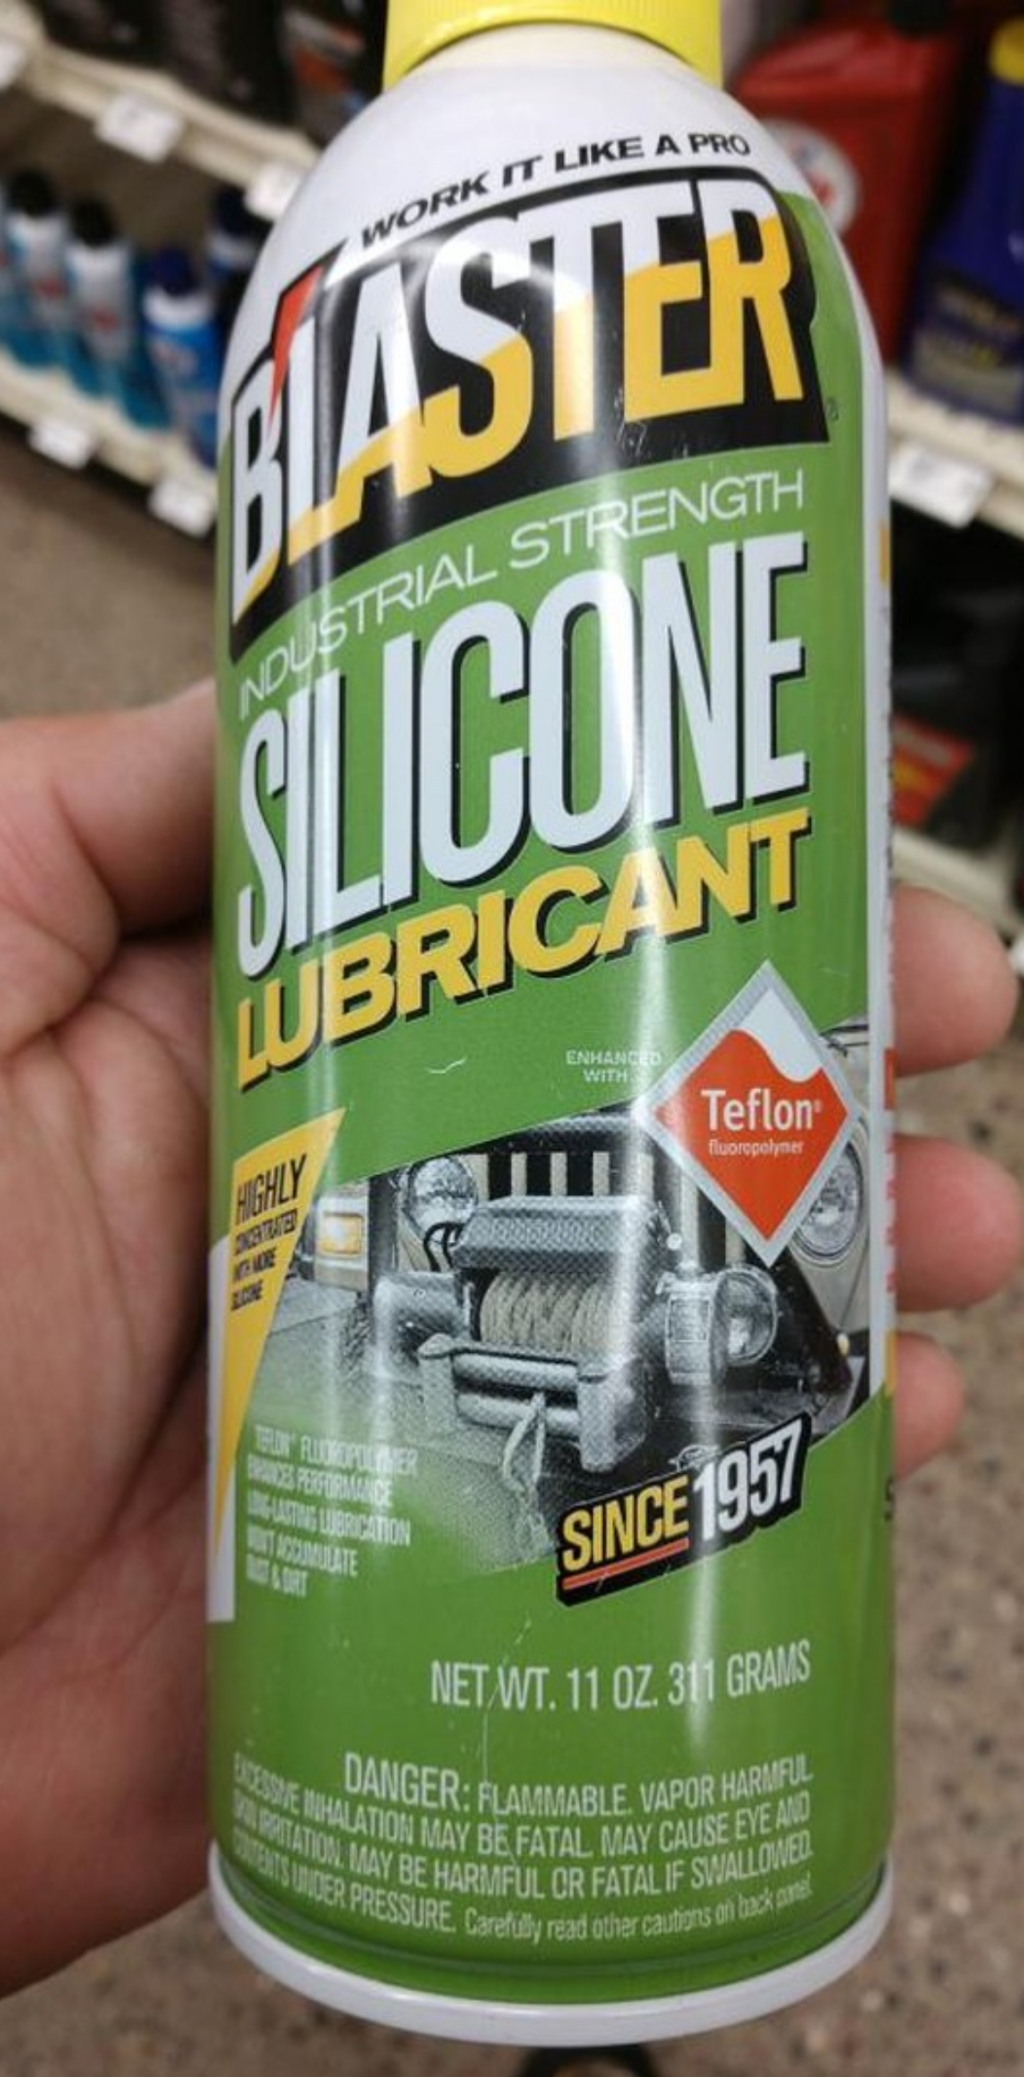 WORK IT LIKE A PRO
B'LASTER
INDUSTRIAL STRENGTH
SILICONE
LUBRICANT
ENHANCED
WITH
Teflon®
fluoropolymer
HIGHLY
CONCENTRATED
WITH MORE
SILICONE
TEFLON™ FLUOROPOLYMER
ENHANCES PERFORMANCE
LONG-LASTING LUBRICATION
WON'T ACCUMULATE
DUST & DIRT
SINCE 1957
NET WT. 11 OZ. 311 GRAMS
DANGER: FLAMMABLE. VAPOR HARMFUL.
EXCESSIVE INHALATION MAY BE FATAL. MAY CAUSE EYE AND
SKIN IRRITATION. MAY BE HARMFUL OR FATAL IF SWALLOWED.
CONTENTS UNDER PRESSURE. Carefully read other cautions on back panel.